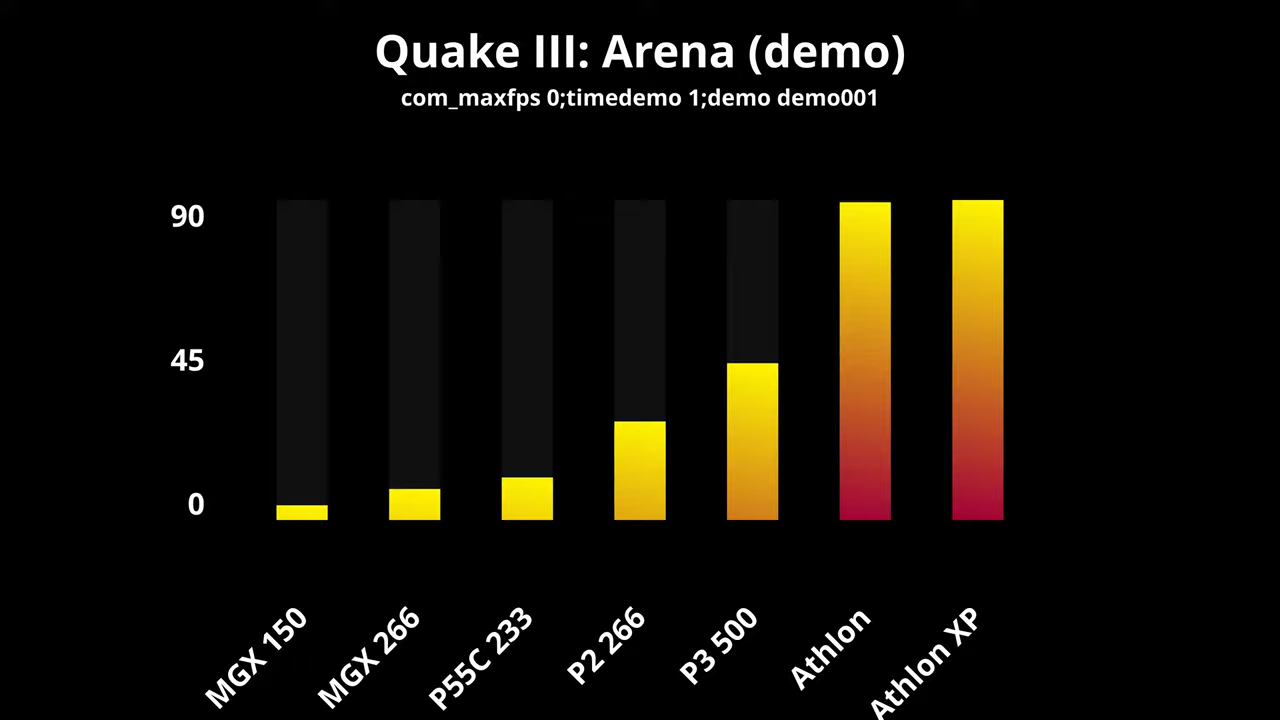 Quake III: Arena (demo)
com_maxfps 0;timedemo 1;demo demo001
90
45
0
MGX 150
MGX 266
P55C 233
P2 266
P3 500
Athlon
Athlon XP